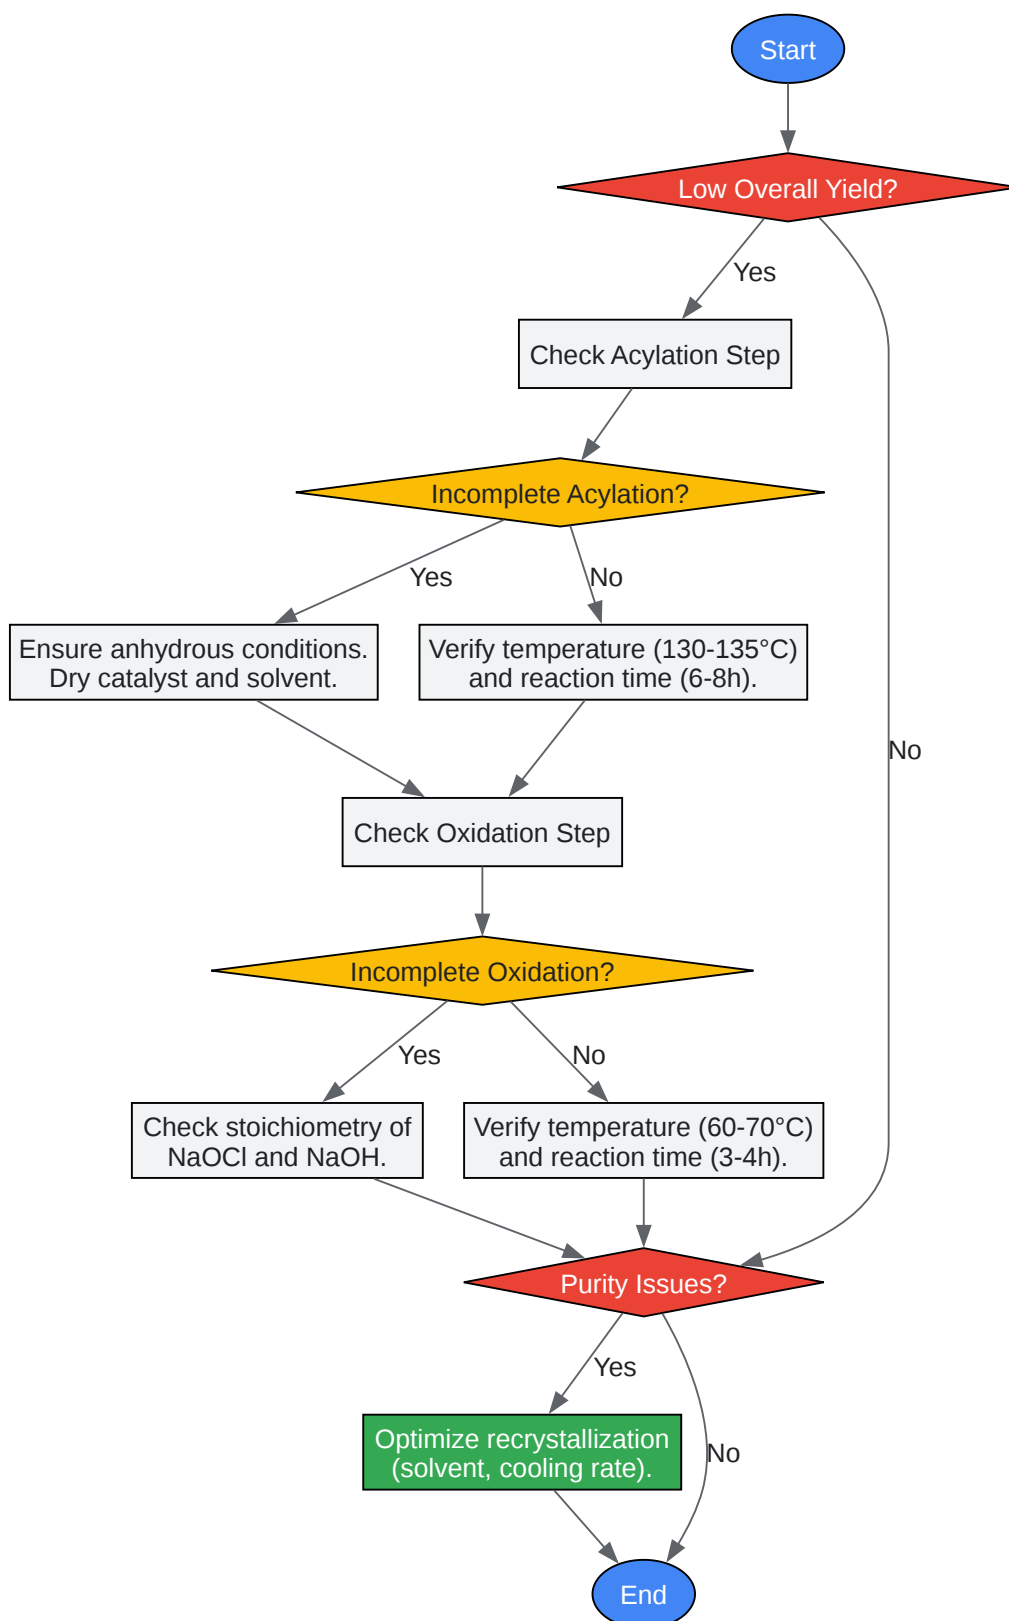 Start
Low Overall Yield?
Yes
Check Acylation Step
Incomplete Acylation?
Yes
No
Ensure anhydrous conditions.
Dry catalyst and solvent.
Verify temperature (130-135°C)
and reaction time (6-8h).
No
Check Oxidation Step
Incomplete Oxidation?
Yes
No
Check stoichiometry of
NaOCl and NaOH.
Verify temperature (60-70°C)
and reaction time (3-4h).
Purity Issues?
Yes
Optimize recrystallization
(solvent, cooling rate).
No
End